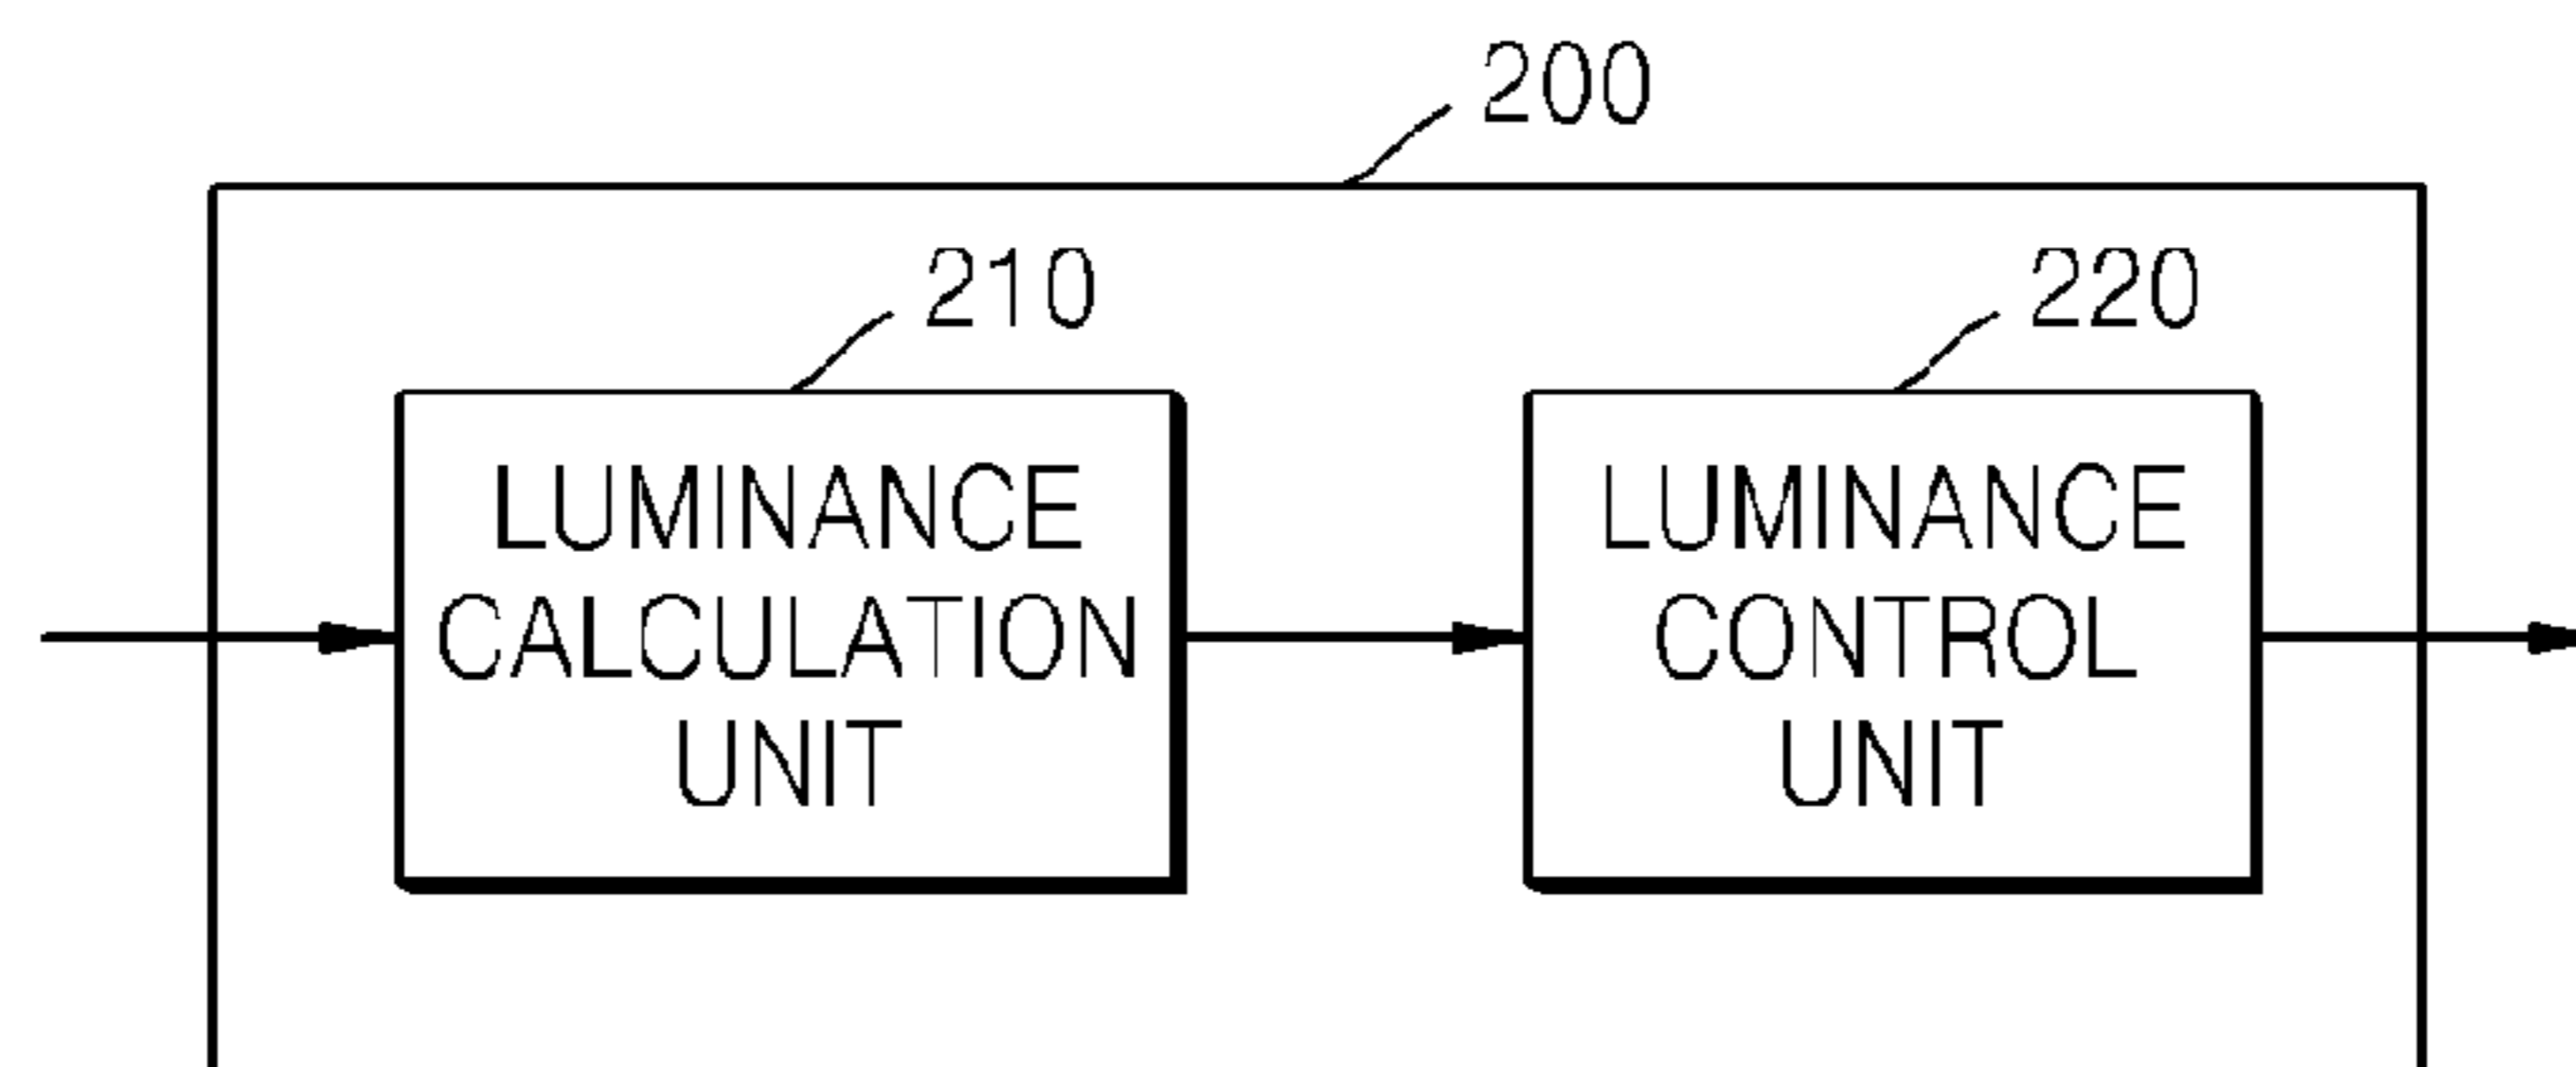 200
210
220
LUMINANCE
CALCULATION
UNIT
LUMINANCE
CONTROL
UNIT